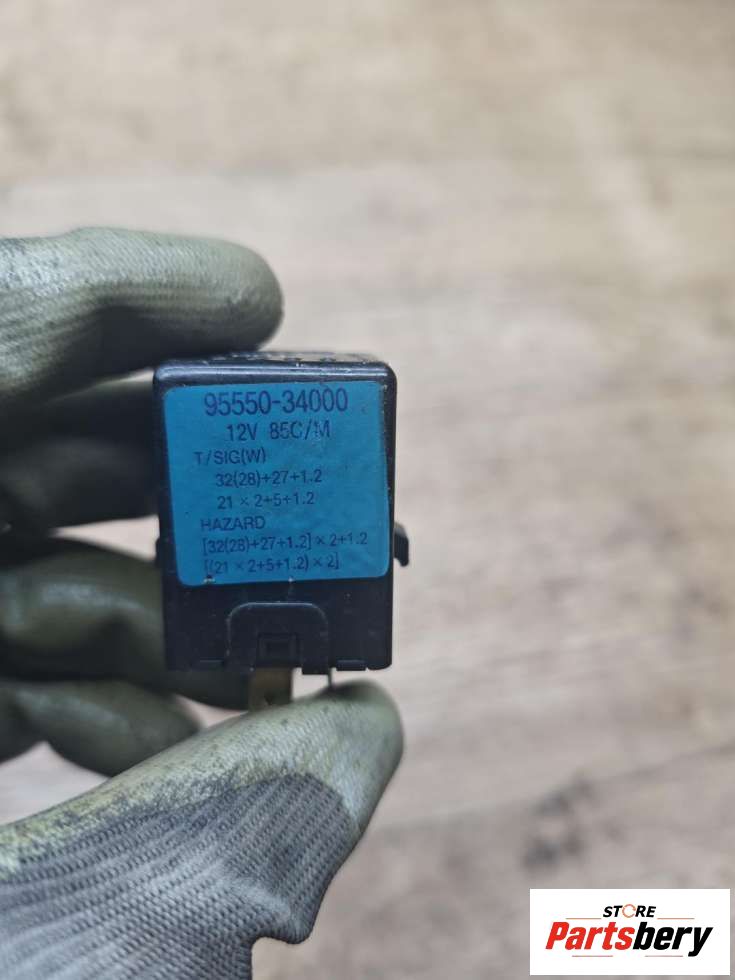 95550-34000
12V 85C/M
T/SIG(W)
32(28)+27+1.2
21 × 2+5+1.2
HAZARD
[32(28)+27+1.2] × 2+1.2
[(21 × 2+5+1.2) × 2]
STORE
Partsbery